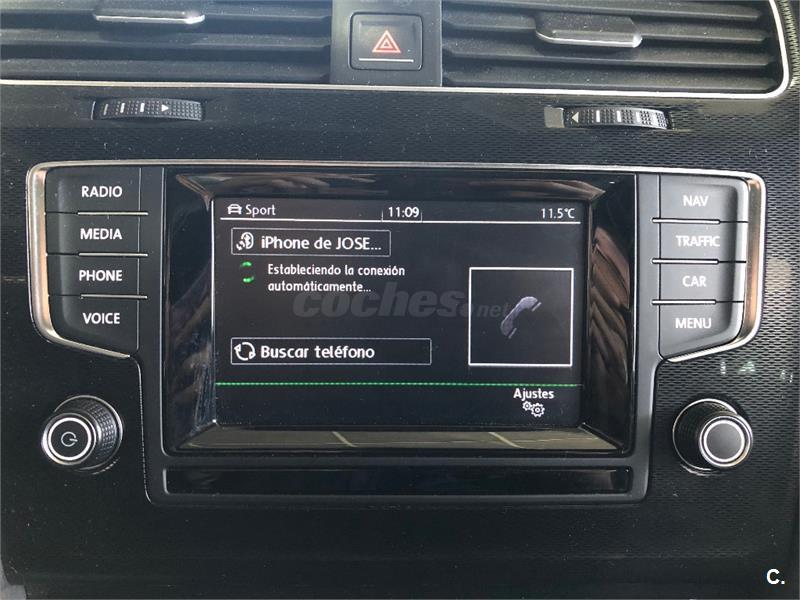 RADIO
MEDIA
PHONE
VOICE
Sport 11:09 11.5°C
iPhone de JOSE...
Estableciendo la conexión
automáticamente...
Buscar teléfono
Ajustes
NAV
TRAFFIC
CAR
MENU
coches.net
C.